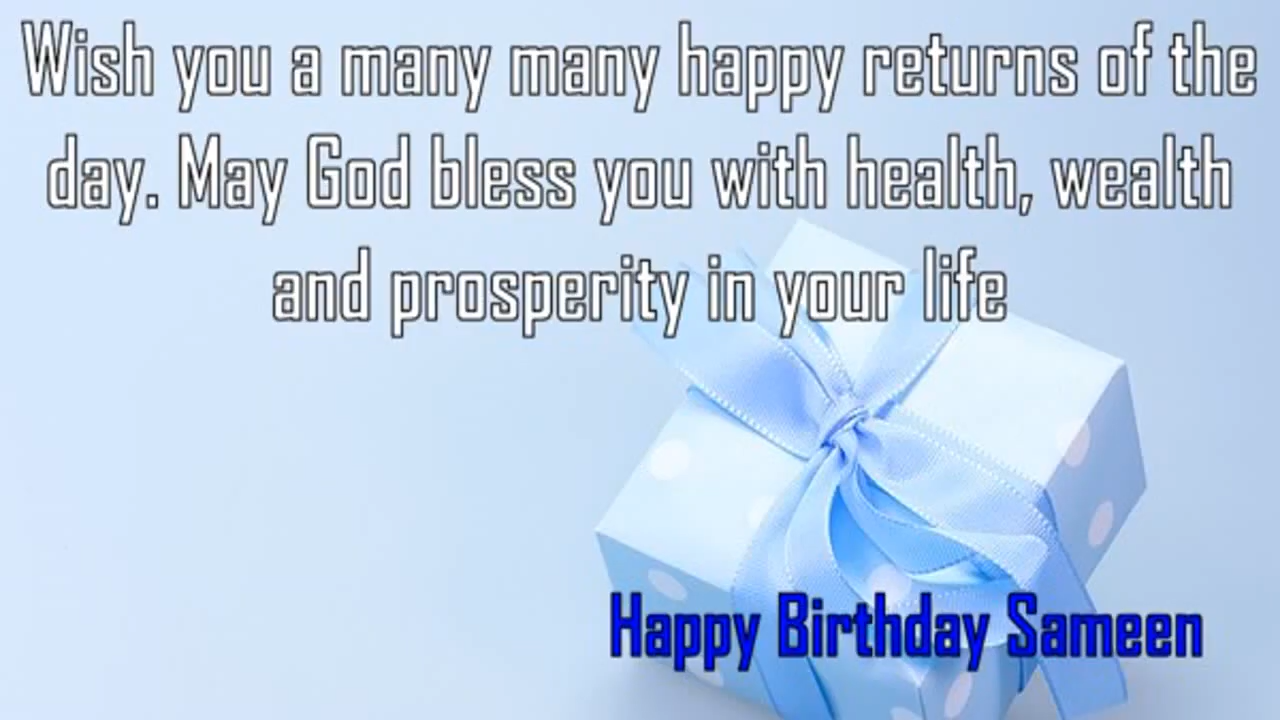 Wish you a many many happy returns of the
day. May God bless you with health, wealth
and prosperity in your life
Happy Birthday Sameen